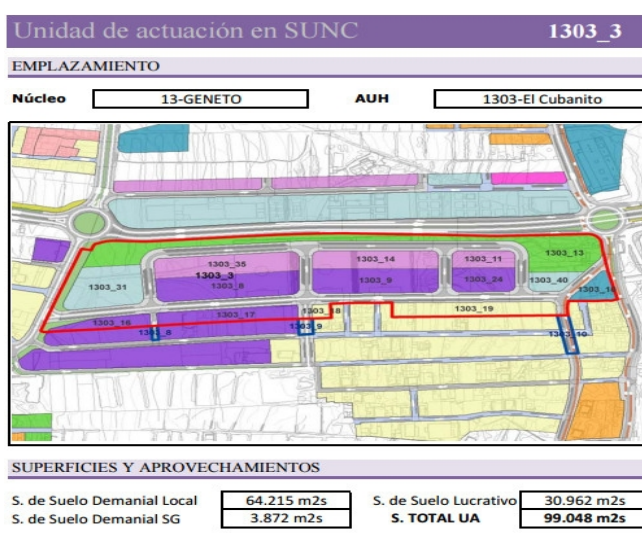 Unidad de actuación en SUNC 1303_3
EMPLAZAMIENTO
Núcleo 13-GENETO AUH 1303-El Cubanito
1303_35 1303_14 1303_11 1303_13
1303_3
1303_31 1303_8 1303_9 1303_24 1303_40
1303_16 1303_17 1303_18 1303_19
1303_8 1303_9 1303_10
SUPERFICIES Y APROVECHAMIENTOS
S. de Suelo Demanial Local 64.215 m2s S. de Suelo Lucrativo 30.962 m2s
S. de Suelo Demanial SG 3.872 m2s S. TOTAL UA 99.048 m2s